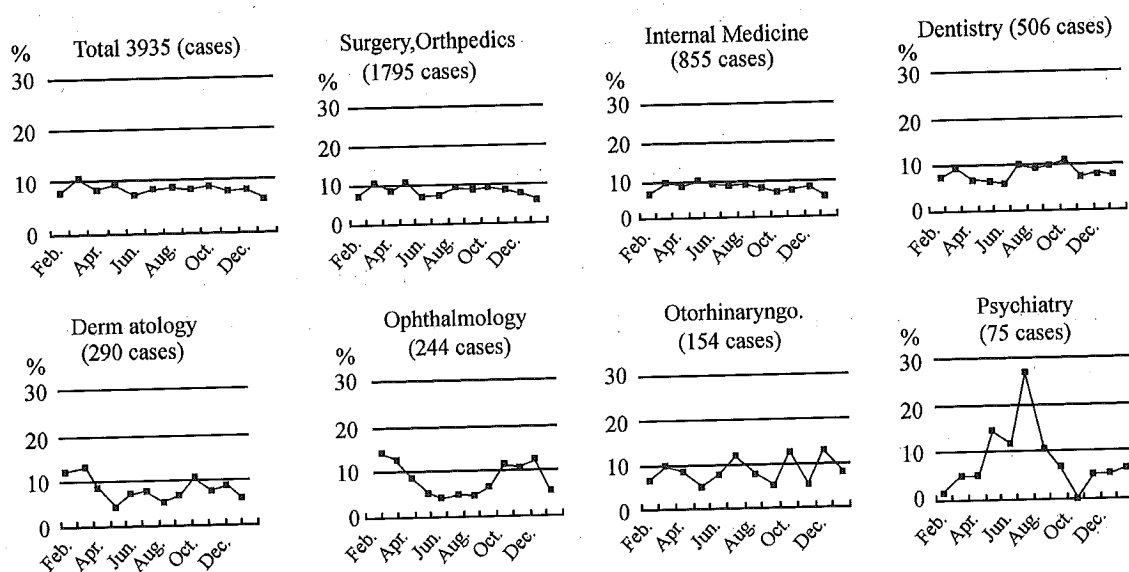 Total 3935 (cases)
%
30
20
10
0
Feb. Apr. Jun. Aug. Oct. Dec.
Surgery,Orthpedics
(1795 cases)
%
30
20
10
0
Feb. Apr. Jun. Aug. Oct. Dec.
Internal Medicine
(855 cases)
%
30
20
10
0
Feb. Apr. Jun. Aug. Oct. Dec.
Dentistry (506 cases)
%
30
20
10
0
Feb. Apr. Jun. Aug. Oct. Dec.
Derm atology
(290 cases)
%
30
20
10
0
Feb. Apr. Jun. Aug. Oct. Dec.
Ophthalmology
(244 cases)
%
30
20
10
0
Feb. Apr. Jun. Aug. Oct. Dec.
Otorhinaryngo.
(154 cases)
%
30
20
10
0
Feb. Apr. Jun. Aug. Oct. Dec.
Psychiatry
(75 cases)
%
30
20
10
0
Feb. Apr. Jun. Aug. Oct. Dec.